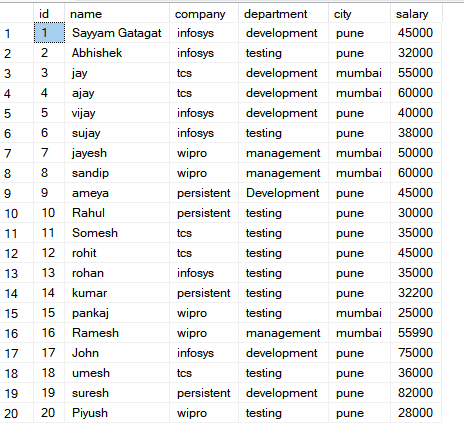 id name company department city salary
1 1 Sayyam Gatagat infosys development pune 45000
2 2 Abhishek infosys testing pune 32000
3 3 jay tcs development mumbai 55000
4 4 ajay tcs development mumbai 60000
5 5 vijay infosys development pune 40000
6 6 sujay infosys testing pune 38000
7 7 jayesh wipro management mumbai 50000
8 8 sandip wipro management mumbai 60000
9 9 ameya persistent Development pune 45000
10 10 Rahul persistent testing pune 30000
11 11 Somesh tcs testing pune 35000
12 12 rohit tcs testing pune 45000
13 13 rohan infosys testing pune 35000
14 14 kumar persistent testing pune 32200
15 15 pankaj wipro testing mumbai 25000
16 16 Ramesh wipro management mumbai 55990
17 17 John infosys development pune 75000
18 18 umesh tcs testing pune 36000
19 19 suresh persistent development pune 82000
20 20 Piyush wipro testing pune 28000